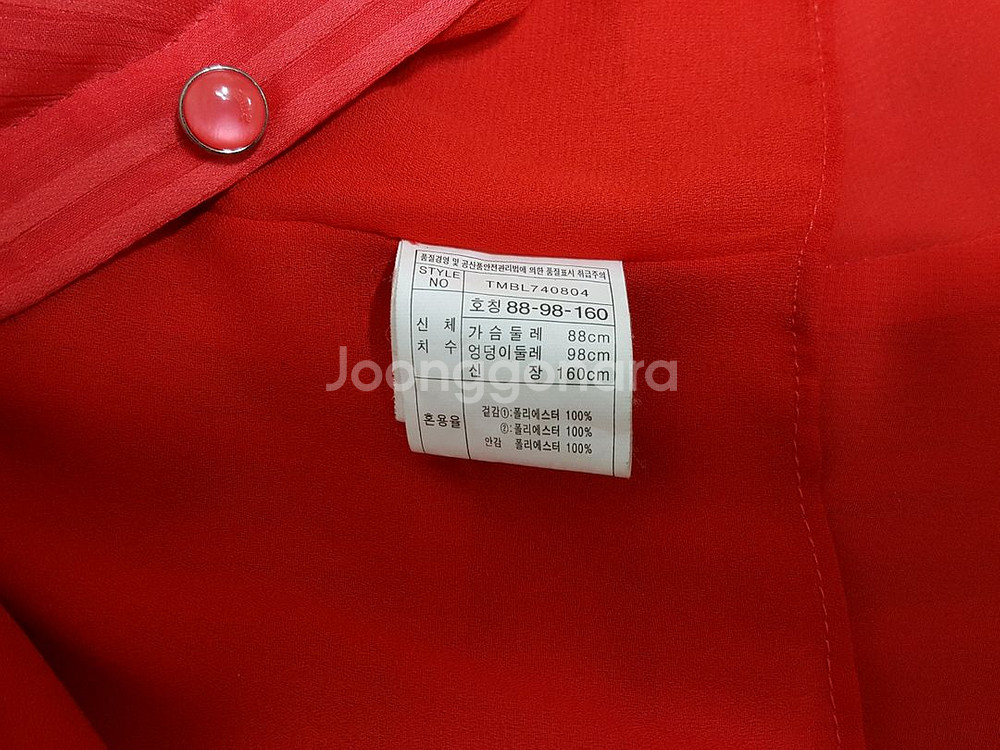 품질경영 및 공산품안전관리법에 의한 품질표시 취급주의
STYLE NO TMBL740804
호칭 88-98-160
신체 치수
가슴둘레 88cm
엉덩이둘레 98cm
신장 160cm
혼용율
겉감①:폴리에스터 100%
②:폴리에스터 100%
안감 폴리에스터 100%
Joonggonara